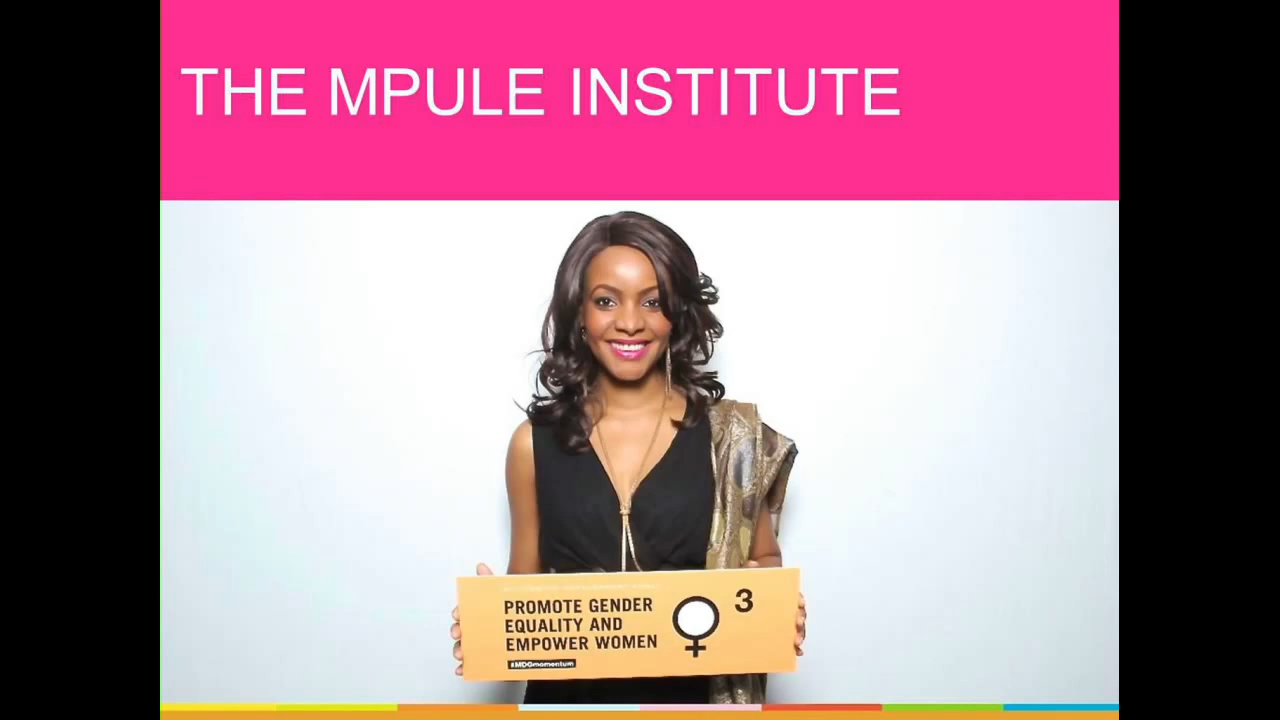 THE MPULE INSTITUTE
PROMOTE GENDER
EQUALITY AND
EMPOWER WOMEN
3
#MDGmomentum